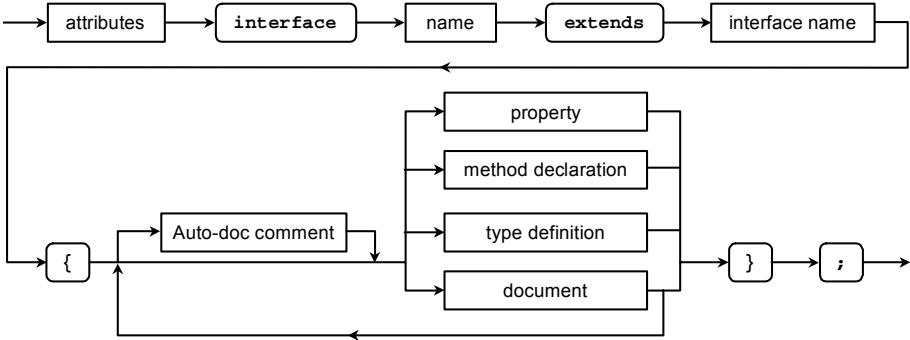 attributes interface name extends interface name
property
method declaration
Auto-doc comment type definition
{ } ;
document